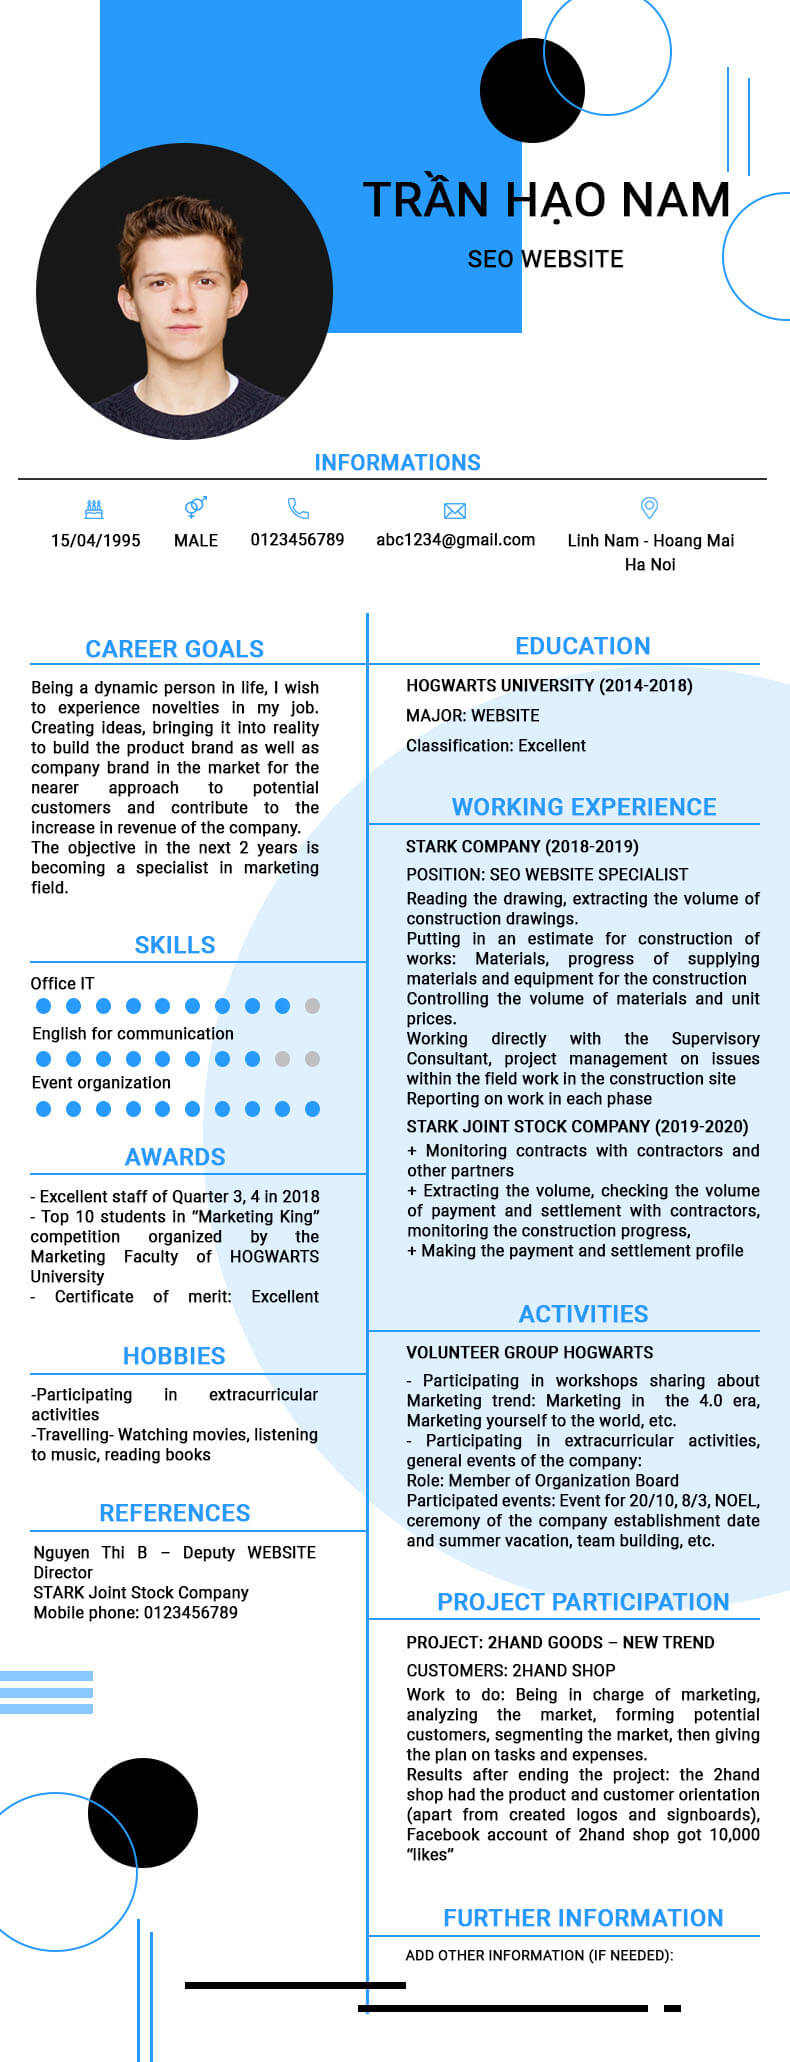 TRẦN HẠO NAM
SEO WEBSITE
INFORMATIONS
15/04/1995
MALE
0123456789
abc1234@gmail.com
Linh Nam - Hoang Mai
Ha Noi
CAREER GOALS
Being a dynamic person in life, I wish
to experience novelties in my job.
Creating ideas, bringing it into reality
to build the product brand as well as
company brand in the market for the
nearer approach to potential
customers and contribute to the
increase in revenue of the company.
The objective in the next 2 years is
becoming a specialist in marketing
field.
SKILLS
Office IT
English for communication
Event organization
AWARDS
- Excellent staff of Quarter 3, 4 in 2018
- Top 10 students in “Marketing King”
competition organized by the
Marketing Faculty of HOGWARTS
University
- Certificate of merit: Excellent
HOBBIES
-Participating in extracurricular
activities
-Travelling- Watching movies, listening
to music, reading books
REFERENCES
Nguyen Thi B – Deputy WEBSITE
Director
STARK Joint Stock Company
Mobile phone: 0123456789
EDUCATION
HOGWARTS UNIVERSITY (2014-2018)
MAJOR: WEBSITE
Classification: Excellent
WORKING EXPERIENCE
STARK COMPANY (2018-2019)
POSITION: SEO WEBSITE SPECIALIST
Reading the drawing, extracting the volume of
construction drawings.
Putting in an estimate for construction of
works: Materials, progress of supplying
materials and equipment for the construction
Controlling the volume of materials and unit
prices.
Working directly with the Supervisory
Consultant, project management on issues
within the field work in the construction site
Reporting on work in each phase
STARK JOINT STOCK COMPANY (2019-2020)
+ Monitoring contracts with contractors and
other partners
+ Extracting the volume, checking the volume
of payment and settlement with contractors,
monitoring the construction progress,
+ Making the payment and settlement profile
ACTIVITIES
VOLUNTEER GROUP HOGWARTS
- Participating in workshops sharing about
Marketing trend: Marketing in the 4.0 era,
Marketing yourself to the world, etc.
- Participating in extracurricular activities,
general events of the company:
Role: Member of Organization Board
Participated events: Event for 20/10, 8/3, NOEL,
ceremony of the company establishment date
and summer vacation, team building, etc.
PROJECT PARTICIPATION
PROJECT: 2HAND GOODS – NEW TREND
CUSTOMERS: 2HAND SHOP
Work to do: Being in charge of marketing,
analyzing the market, forming potential
customers, segmenting the market, then giving
the plan on tasks and expenses.
Results after ending the project: the 2hand
shop had the product and customer orientation
(apart from created logos and signboards),
Facebook account of 2hand shop got 10,000
“likes”
FURTHER INFORMATION
ADD OTHER INFORMATION (IF NEEDED):